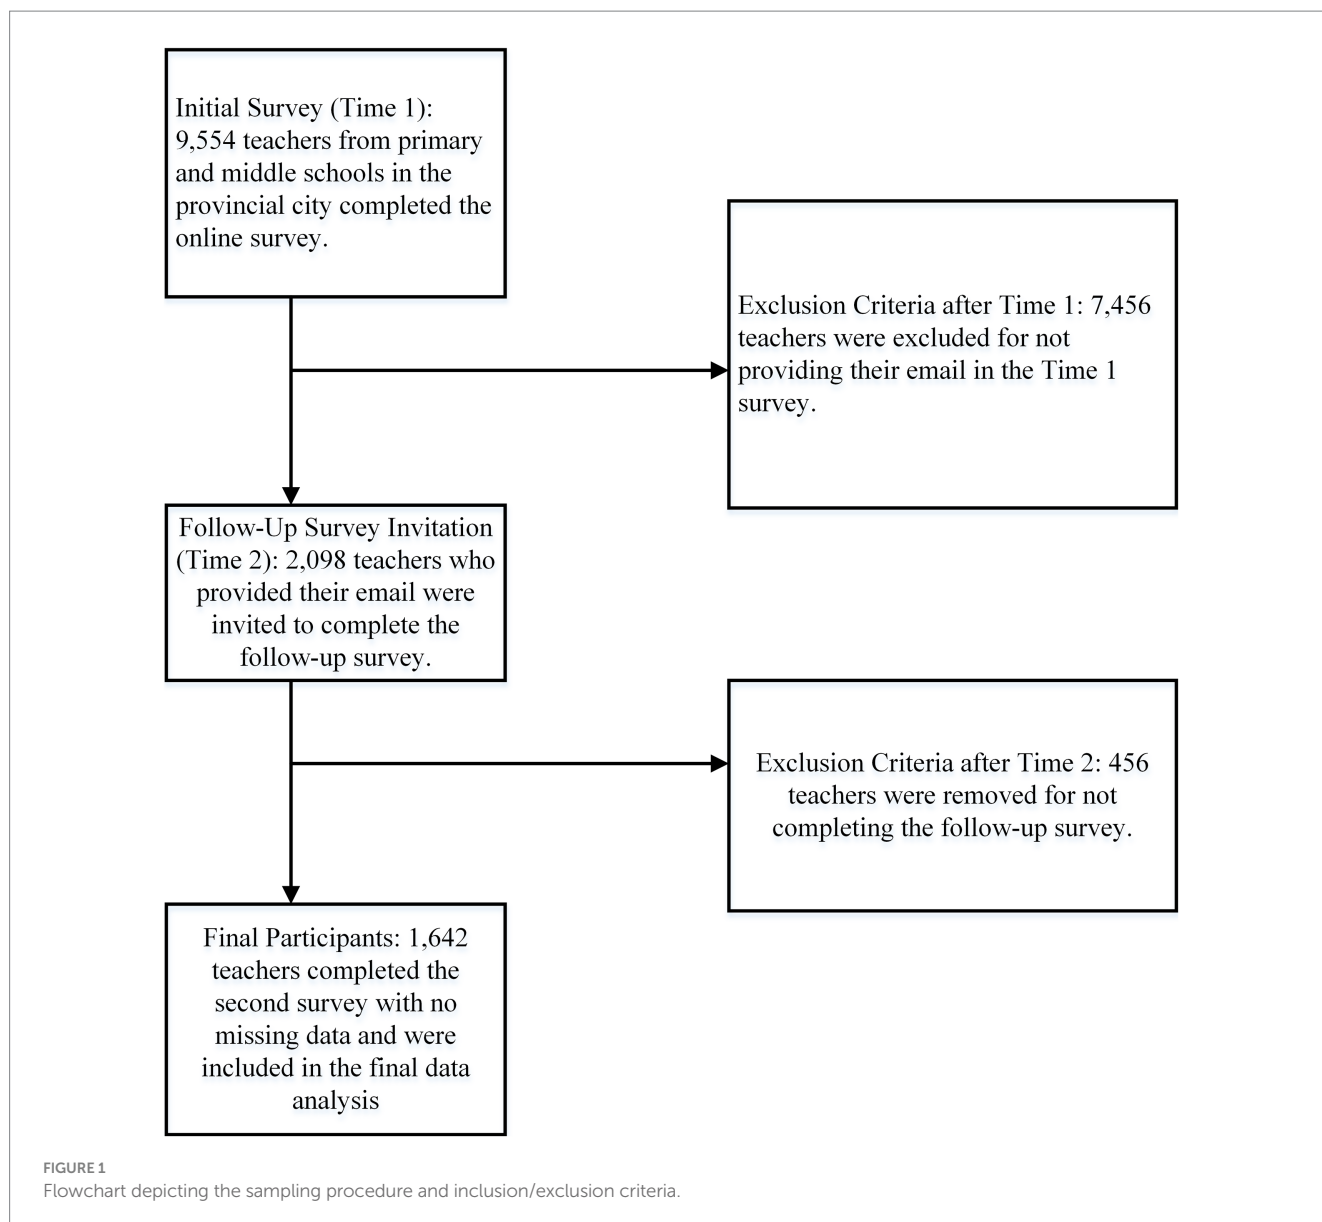 Initial Survey (Time 1):
9,554 teachers from primary
and middle schools in the
provincial city completed the
online survey.
Exclusion Criteria after Time 1: 7,456
teachers were excluded for not
providing their email in the Time 1
survey.
Follow-Up Survey Invitation
(Time 2): 2,098 teachers who
provided their email were
invited to complete the
follow-up survey.
Exclusion Criteria after Time 2: 456
teachers were removed for not
completing the follow-up survey.
Final Participants: 1,642
teachers completed the
second survey with no
missing data and were
included in the final data
analysis
FIGURE 1
Flowchart depicting the sampling procedure and inclusion/exclusion criteria.